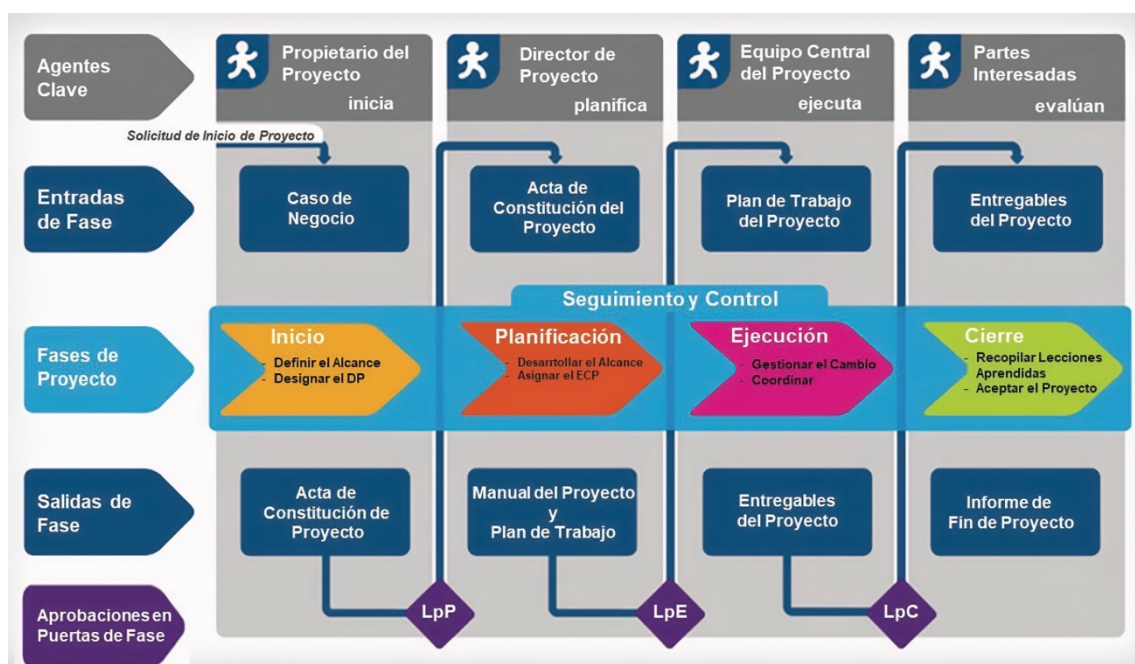 Agentes
Clave
Propietario del
Proyecto
inicia
Director de
Proyecto
planifica
Equipo Central
del Proyecto
ejecuta
Partes
Interesadas
evalúan
Solicitud de Inicio de Proyecto
Entradas
de Fase
Caso de
Negocio
Acta de
Constitución del
Proyecto
Plan de Trabajo
del Proyecto
Entregables
del Proyecto
Seguimiento y Control
Fases de
Proyecto
Inicio
- Definir el Alcance
- Designar el DP
Planificación
- Desarrtollar el Alcance
- Asignar el ECP
Ejecución
- Gestionar el Cambio
- Coordinar
Cierre
- Recopilar Lecciones
Aprendidas
- Aceptar el Proyecto
Salidas de
Fase
Acta de
Constitución de
Proyecto
Manual del Proyecto
y
Plan de Trabajo
Entregables
del Proyecto
Informe de
Fin de Proyecto
Aprobaciones en
Puertas de Fase
LpP
LpE
LpC